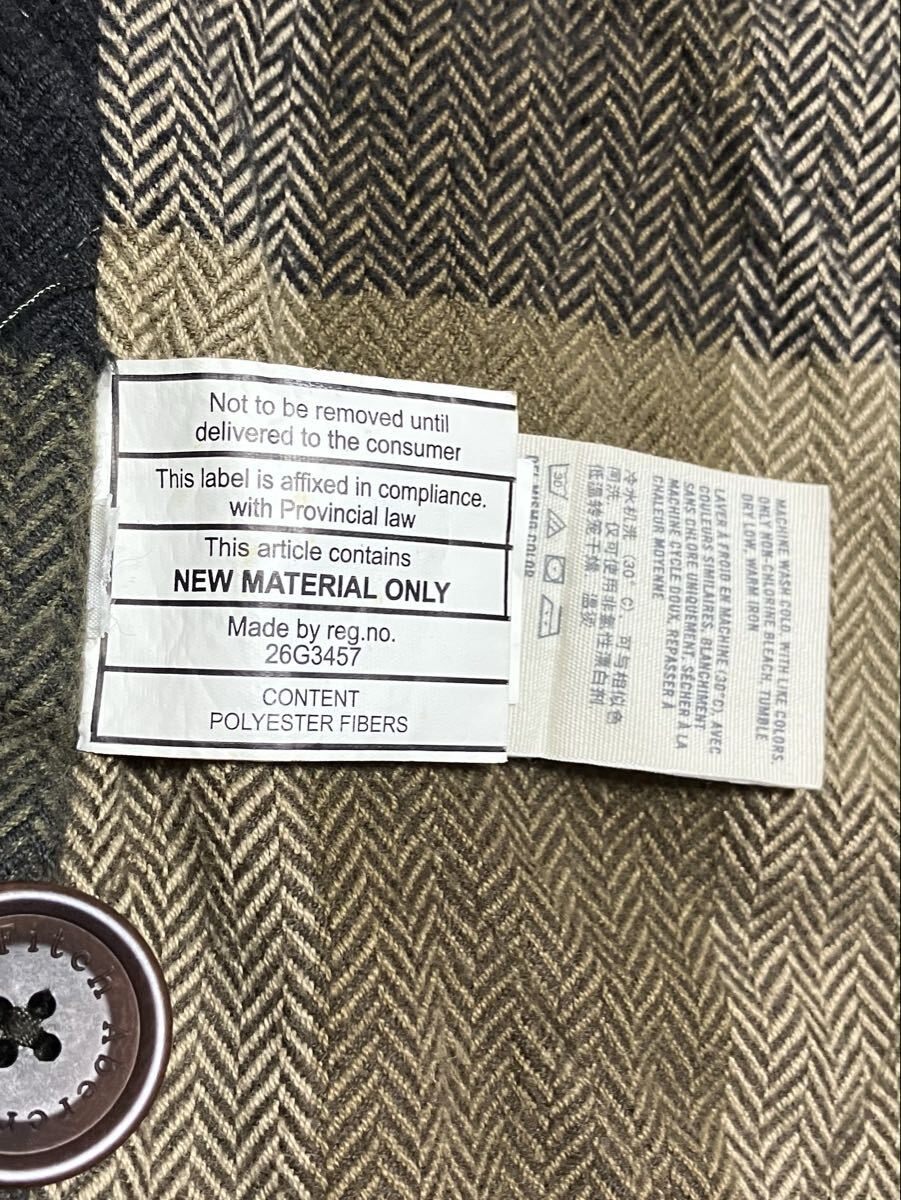 Not to be removed until
delivered to the consumer
This label is affixed in compliance.
with Provincial law
This article contains
NEW MATERIAL ONLY
Made by reg.no.
26G3457
CONTENT
POLYESTER FIBERS
MACHINE WASH COLD, WITH LIKE COLORS,
ONLY NON-CHLORINE BLEACH, TUMBLE
DRY LOW, WARM IRON
LAVER À FROID ER MACHINE (30°C), AVEC
COULEURS SIMILAIRES, BLANCHIMENT
SANS CHLORE UNIQUEMENT, SÉCHER À LA
MACHINE CICLE DOUX, REPASSER À
CHALEUR MOYENNE
冷水机洗(30°C),可与相似色
同洗,仅可使用非氯性漂白剂
低温转笼干燥 温烫
30°
Fitch Abercr